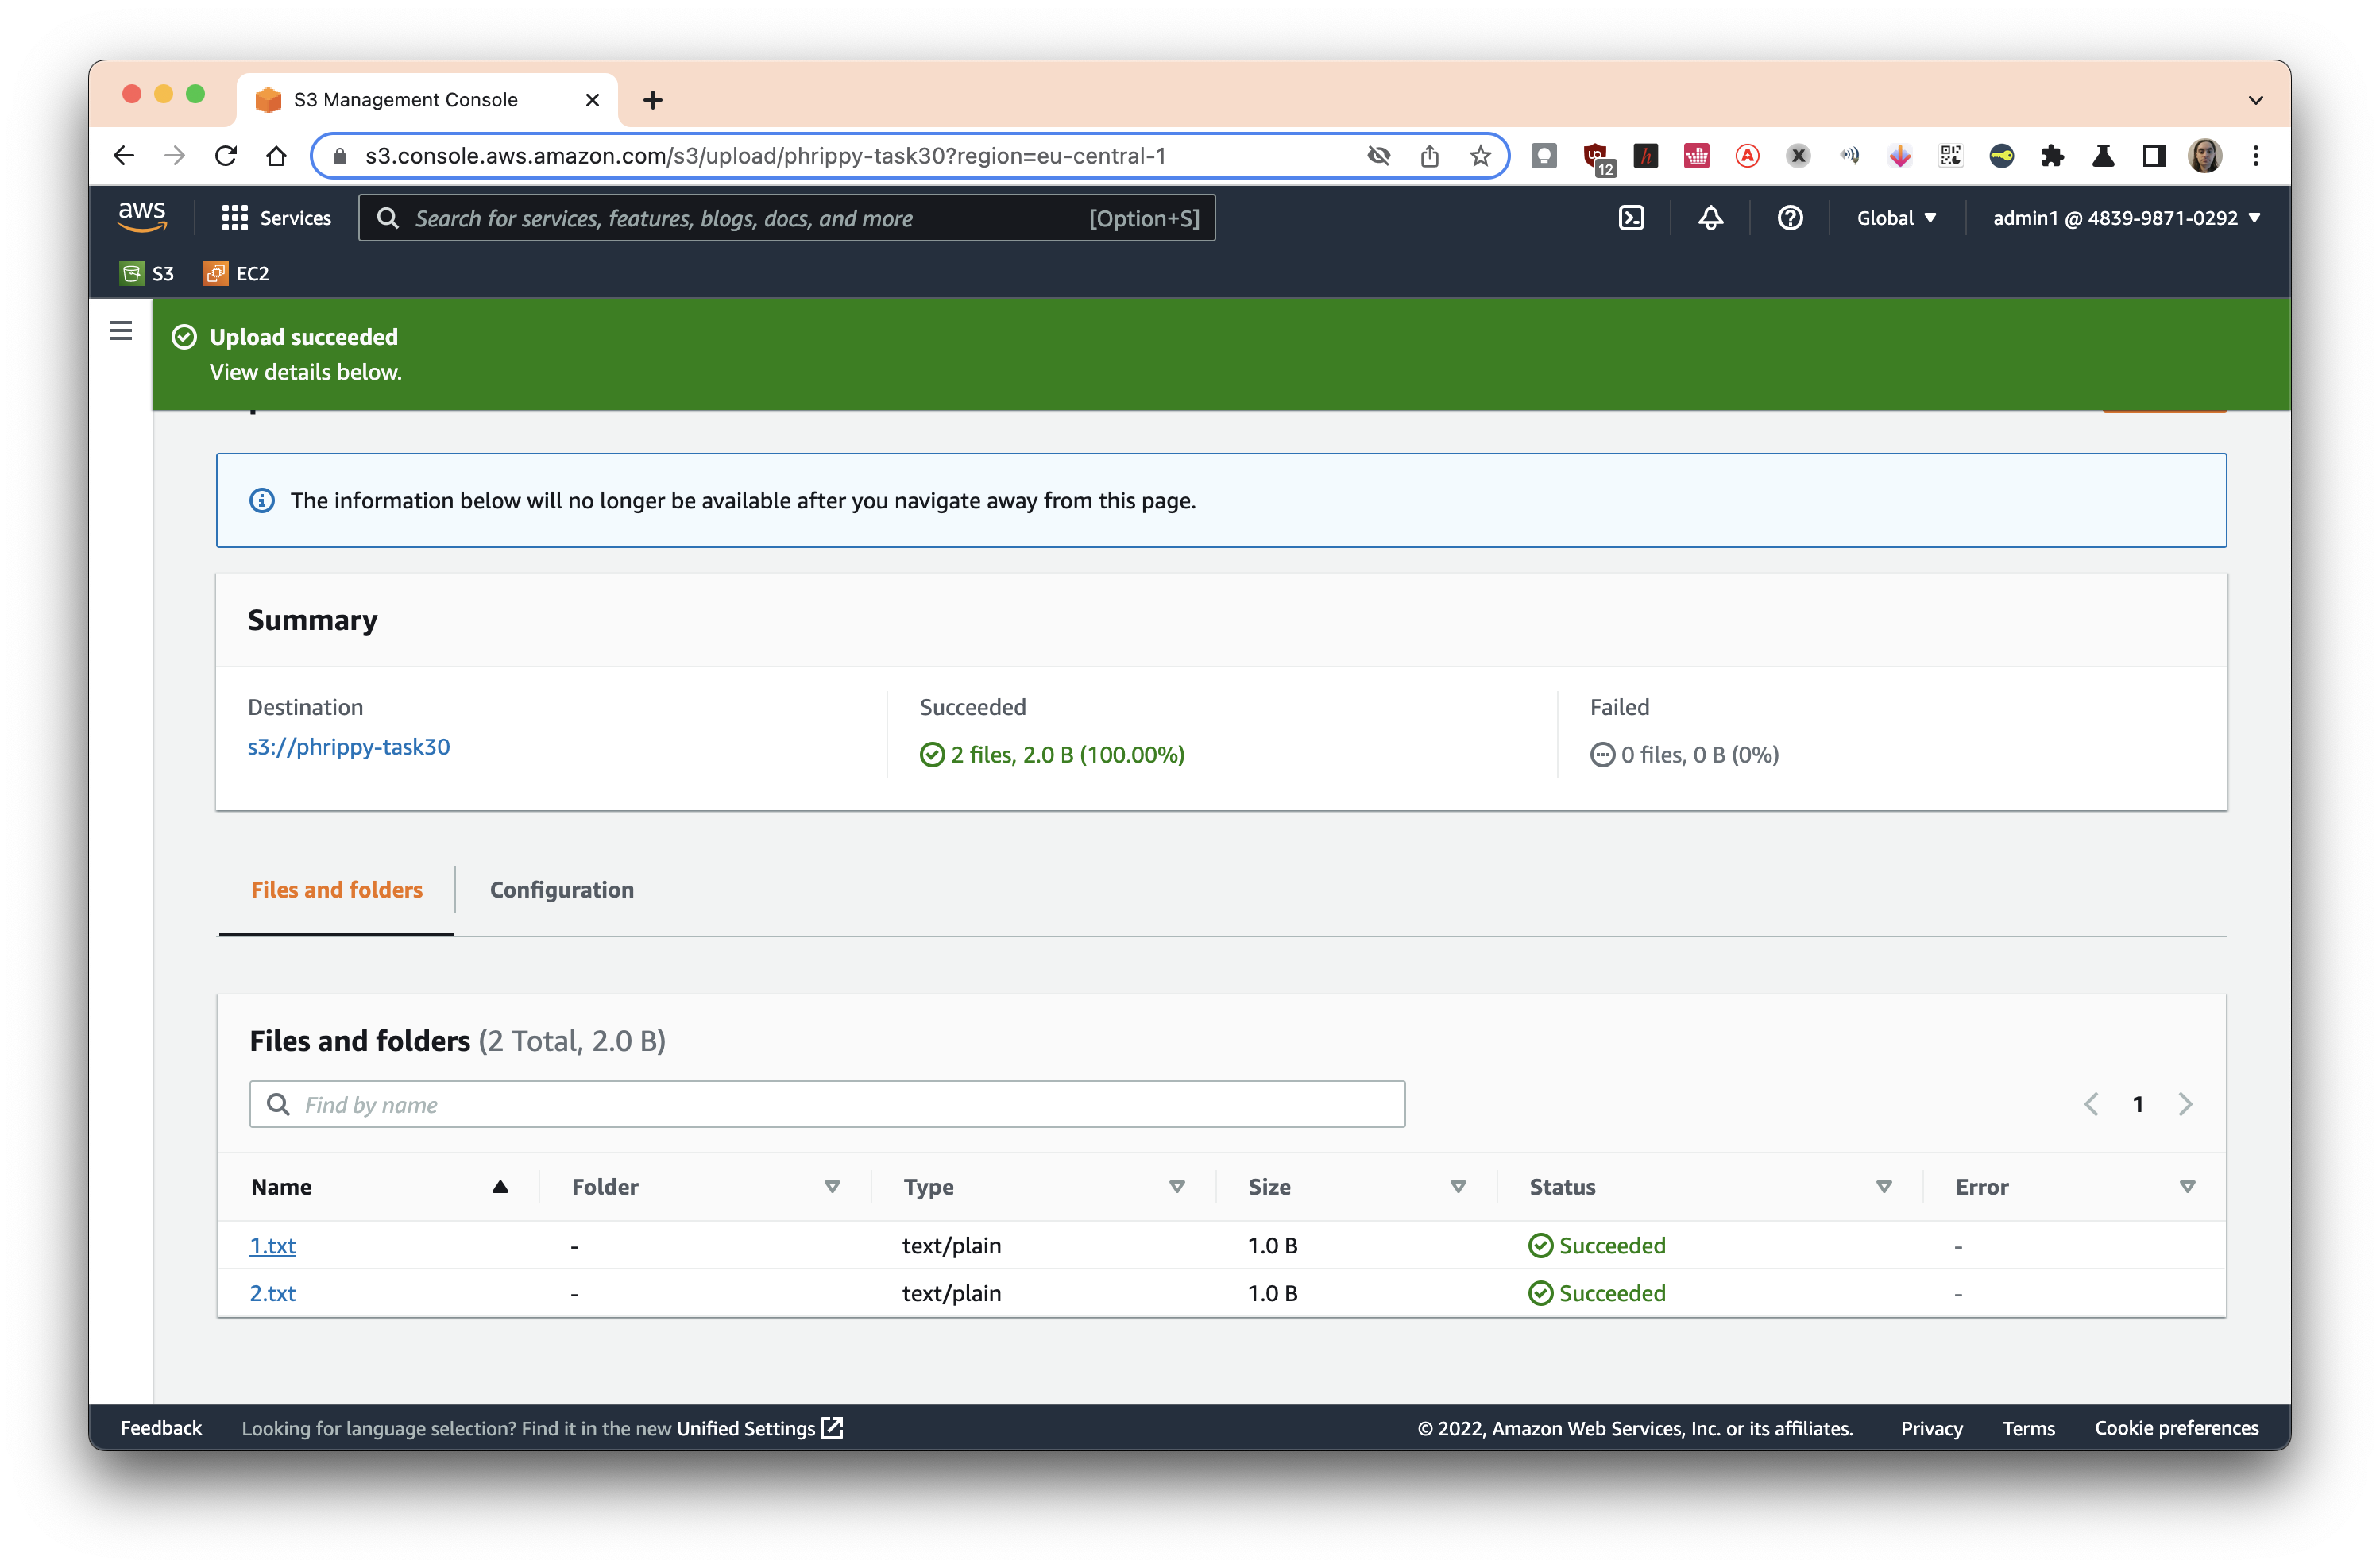 S3 Management Console
s3.console.aws.amazon.com/s3/upload/phrippy-task30?region=eu-central-1
12
aws Services Search for services, features, blogs, docs, and more [Option+S] Global admin1 @ 4839-9871-0292
S3 EC2
Upload succeeded
View details below.
The information below will no longer be available after you navigate away from this page.
Summary
Destination Succeeded Failed
s3://phrippy-task30 2 files, 2.0 B (100.00%) 0 files, 0 B (0%)
Files and folders Configuration
Files and folders (2 Total, 2.0 B)
Find by name 1
Name Folder Type Size Status Error
1.txt - text/plain 1.0 B Succeeded -
2.txt - text/plain 1.0 B Succeeded -
Feedback Looking for language selection? Find it in the new Unified Settings © 2022, Amazon Web Services, Inc. or its affiliates. Privacy Terms Cookie preferences